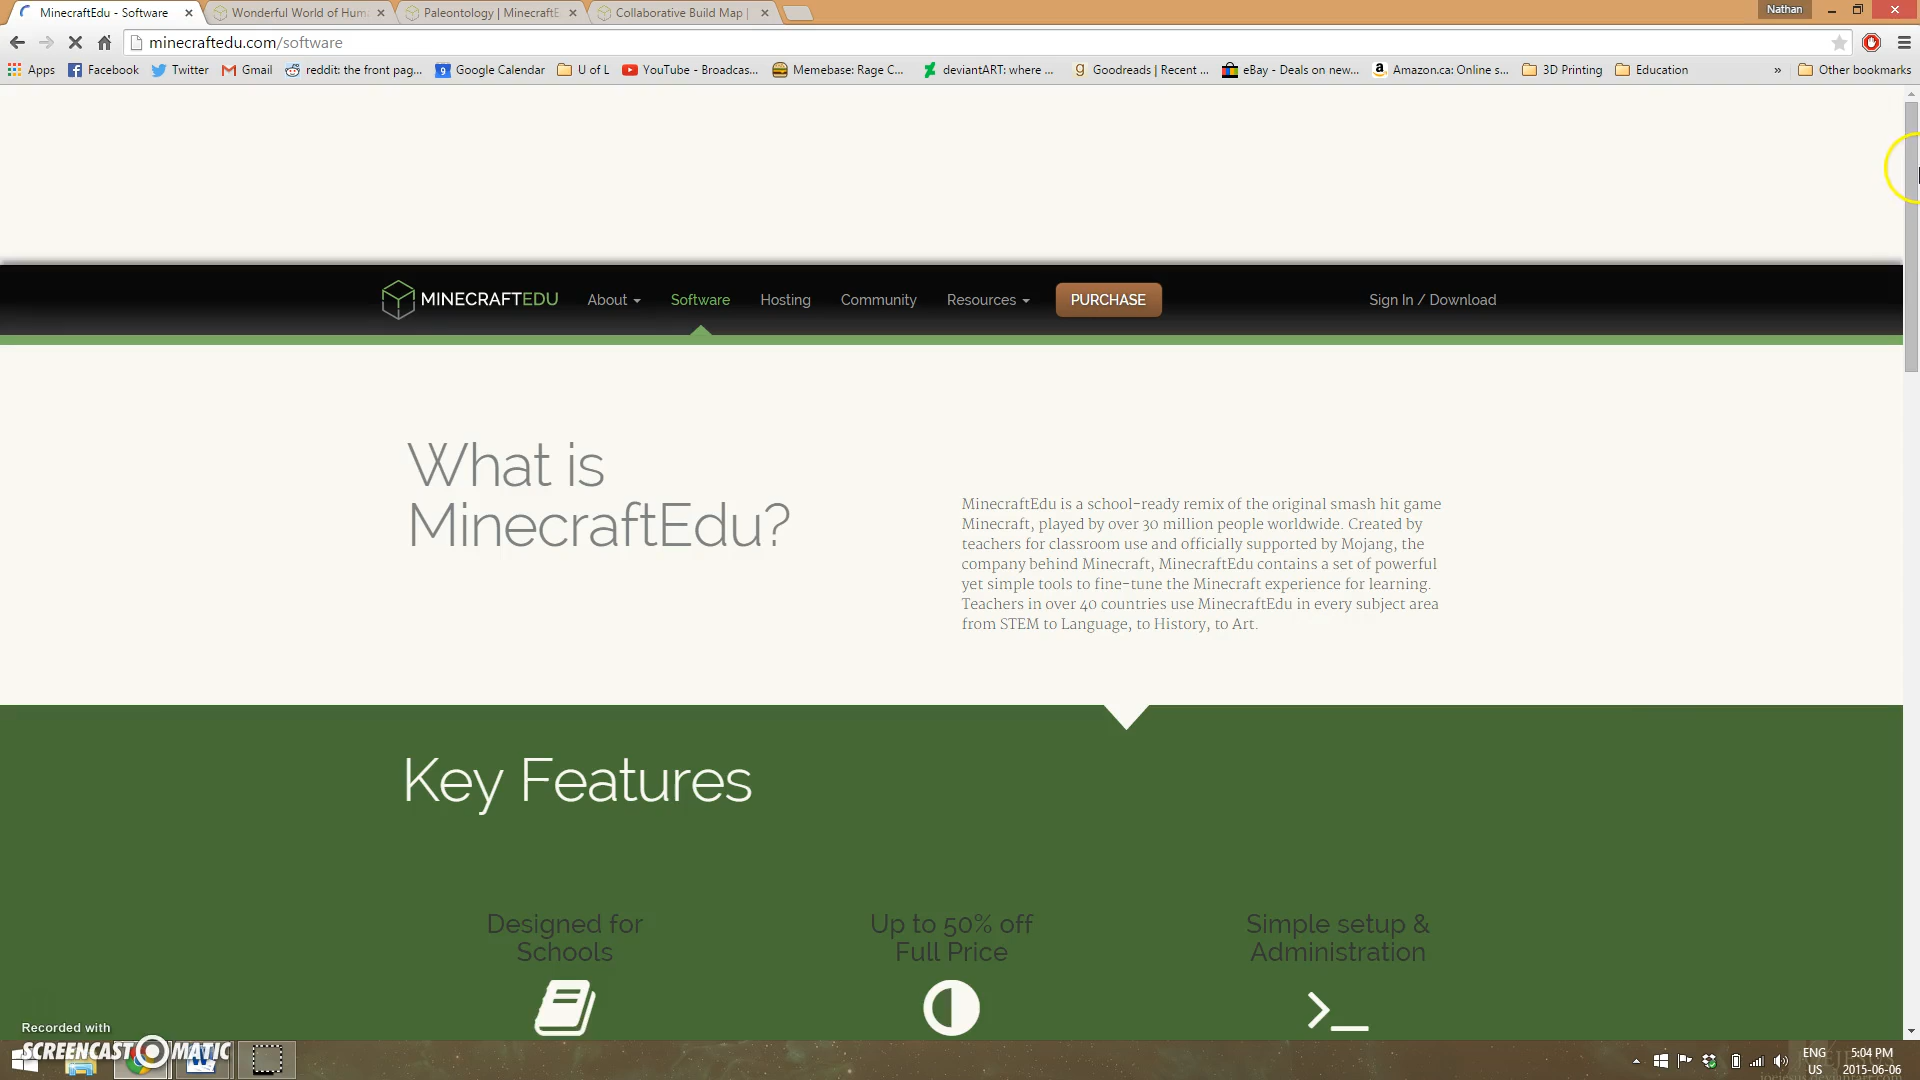 MinecraftEdu - Software
Wonderful World of Hum
Paleontology | MinecraftE
Collaborative Build Map |
Nathan
minecraftedu.com/software
Apps
Facebook
Twitter
Gmail
reddit: the front pag...
Google Calendar
U of L
YouTube - Broadcas...
Memebase: Rage C...
deviantART: where ...
Goodreads | Recent ...
eBay - Deals on new...
Amazon.ca: Online s...
3D Printing
Education
»
Other bookmarks
MINECRAFTEDU
About
Software
Hosting
Community
Resources
PURCHASE
Sign In / Download
What is
MinecraftEdu?
MinecraftEdu is a school-ready remix of the original smash hit game
Minecraft, played by over 30 million people worldwide. Created by
teachers for classroom use and officially supported by Mojang, the
company behind Minecraft, MinecraftEdu contains a set of powerful
yet simple tools to fine-tune the Minecraft experience for learning.
Teachers in over 40 countries use MinecraftEdu in every subject area
from STEM to Language, to History, to Art.
Key Features
Designed for
Schools
Up to 50% off
Full Price
Simple setup &
Administration
Recorded with
SCREENCAST MATIC
ENG
US
5:04 PM
2015-06-06